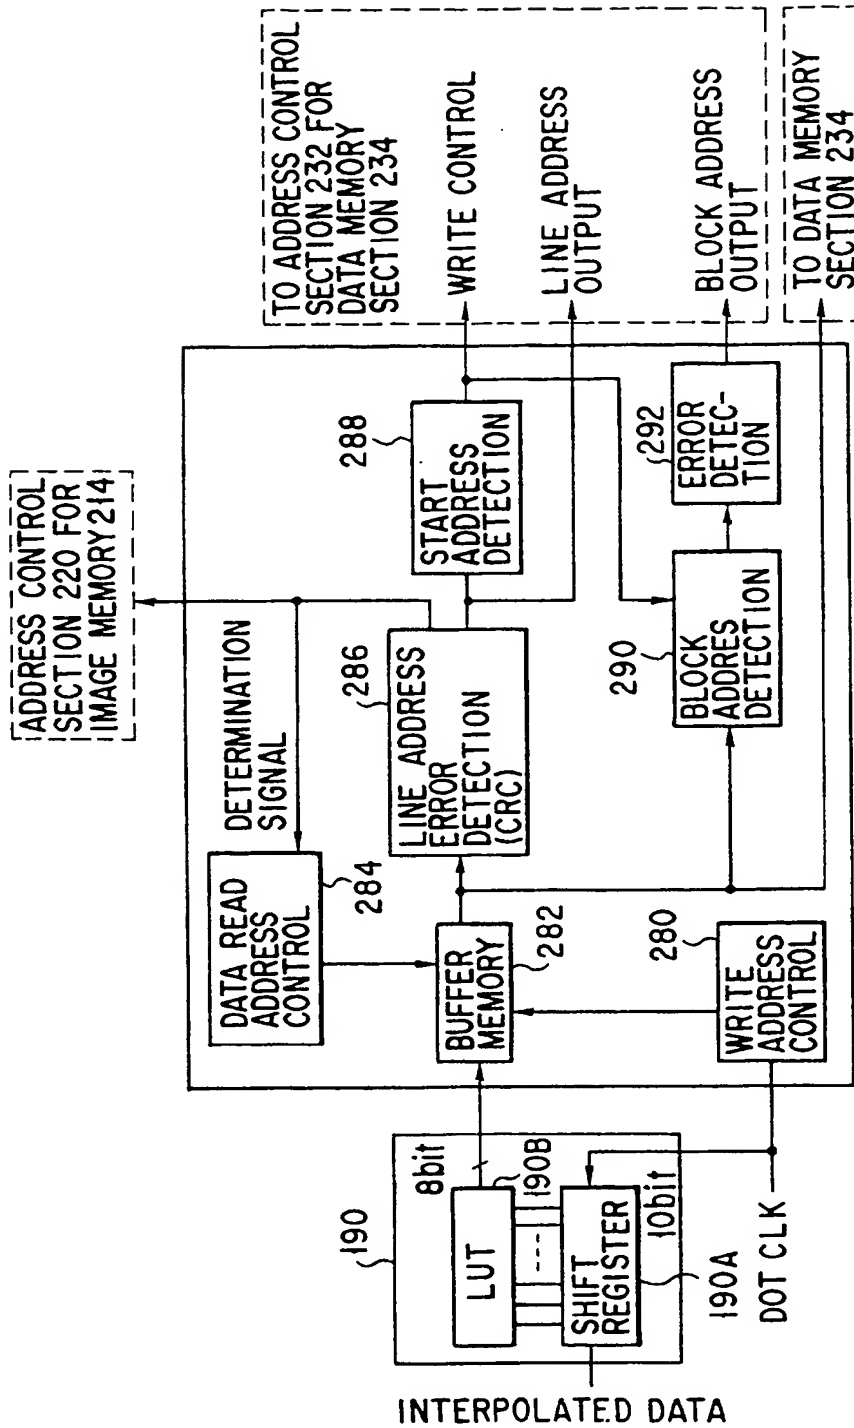 ADDRESS CONTROL
SECTION 220 FOR
IMAGE MEMORY 214
TO ADDRESS CONTROL
SECTION 232 FOR
DATA MEMORY
SECTION 234
WRITE CONTROL
LINE ADDRESS
OUTPUT
BLOCK ADDRESS
OUTPUT
TO DATA MEMORY
SECTION 234
DETERMINATION
SIGNAL
DATA READ
ADDRESS
CONTROL
284
286
LINE ADDRESS
ERROR
DETECTION
(CRC)
288
START
ADDRESS
DETECTION
290
BLOCK
ADDRES
DETECTION
292
ERROR
DETEC-
TION
BUFFER
MEMORY
282
280
WRITE
ADDRESS
CONTROL
190
8bit
LUT
190B
SHIFT
REGISTER
10bit
190A
DOT CLK
INTERPOLATED DATA